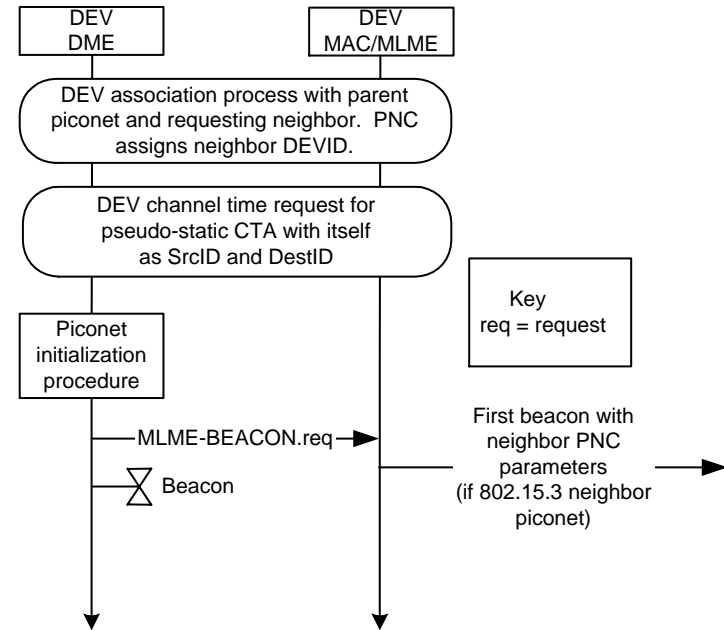 DEV
DME
DEV
MAC/MLME
DEV association process with parent
piconet and requesting neighbor.  PNC
assigns neighbor DEVID.
DEV channel time request for
pseudo-static CTA with itself
as SrcID and DestID
Key
req = request
Piconet
initialization
procedure
MLME-BEACON.req
First beacon with
neighbor PNC
parameters
(if 802.15.3 neighbor
piconet)
Beacon